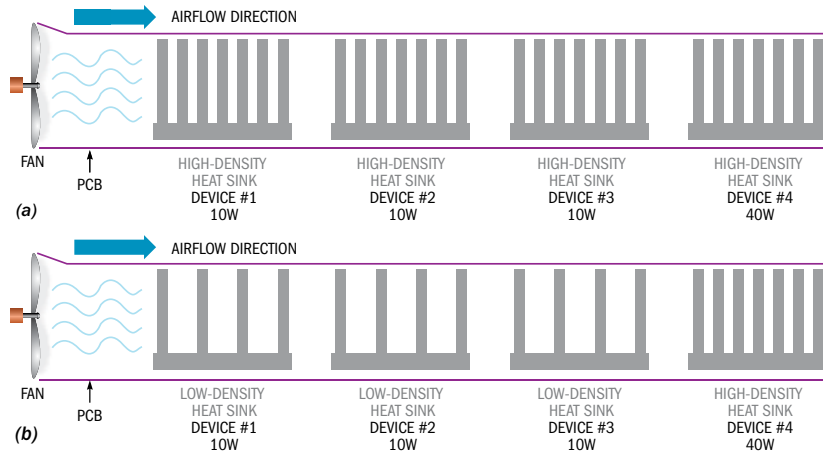 AIRFLOW DIRECTION
FAN
PCB
HIGH-DENSITY
HEAT SINK
DEVICE #1
10W
HIGH-DENSITY
HEAT SINK
DEVICE #2
10W
HIGH-DENSITY
HEAT SINK
DEVICE #3
10W
HIGH-DENSITY
HEAT SINK
DEVICE #4
40W
(a)
AIRFLOW DIRECTION
FAN
PCB
LOW-DENSITY
HEAT SINK
DEVICE #1
10W
LOW-DENSITY
HEAT SINK
DEVICE #2
10W
LOW-DENSITY
HEAT SINK
DEVICE #3
10W
HIGH-DENSITY
HEAT SINK
DEVICE #4
40W
(b)